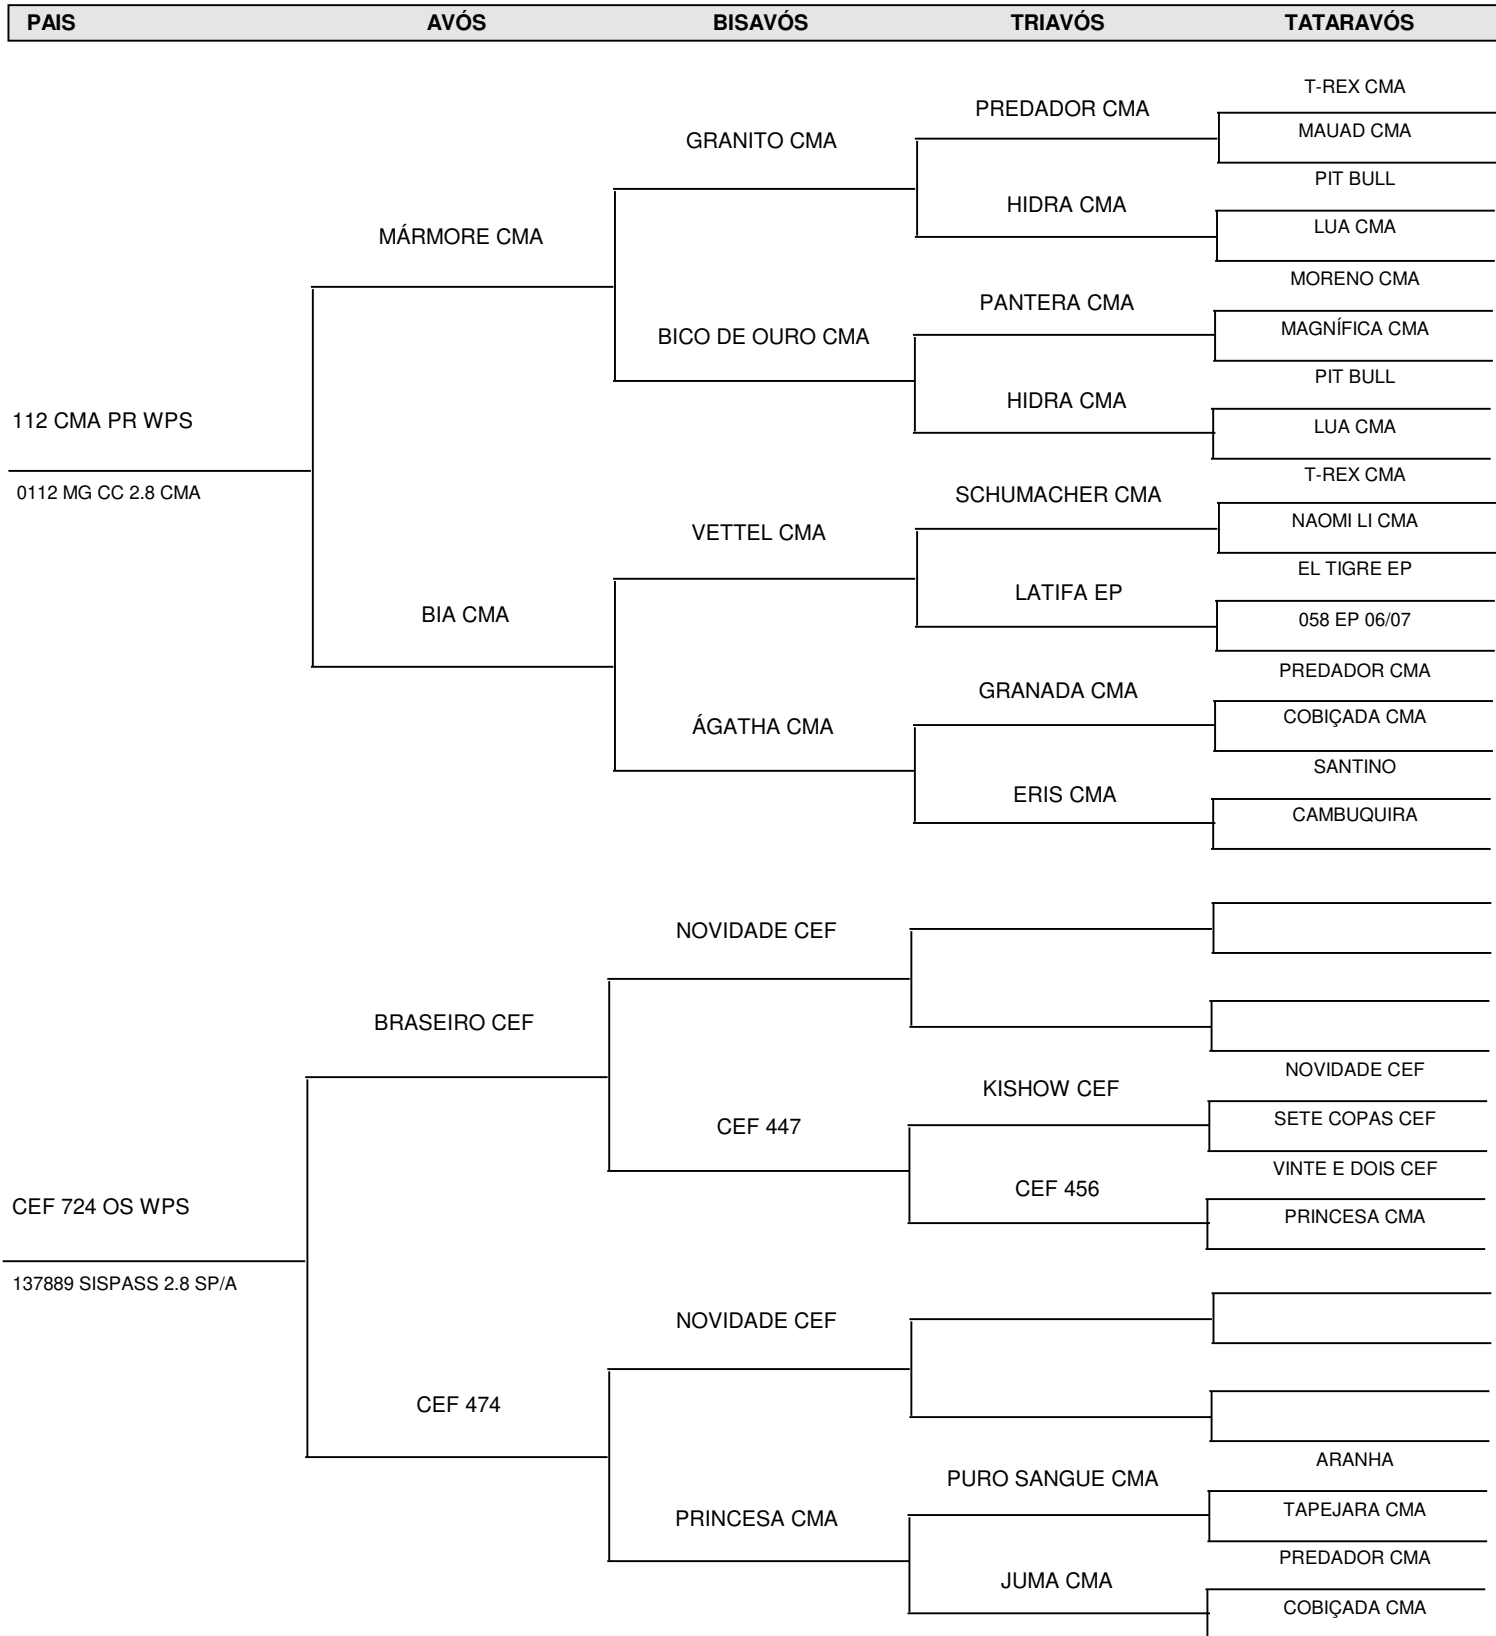 PAIS AVÓS BISAVÓS TRIAVÓS TATARAVÓS
T-REX CMA
PREDADOR CMA
MAUAD CMA
GRANITO CMA
PIT BULL
HIDRA CMA
LUA CMA
MÁRMORE CMA
MORENO CMA
PANTERA CMA
MAGNÍFICA CMA
BICO DE OURO CMA
PIT BULL
HIDRA CMA
LUA CMA
112 CMA PR WPS
0112 MG CC 2.8 CMA
T-REX CMA
SCHUMACHER CMA
NAOMI LI CMA
VETTEL CMA
EL TIGRE EP
LATIFA EP
058 EP 06/07
BIA CMA
PREDADOR CMA
GRANADA CMA
COBIÇADA CMA
ÁGATHA CMA
SANTINO
ERIS CMA
CAMBUQUIRA
NOVIDADE CEF
BRASEIRO CEF
NOVIDADE CEF
KISHOW CEF
SETE COPAS CEF
CEF 447
VINTE E DOIS CEF
CEF 456
PRINCESA CMA
CEF 724 OS WPS
137889 SISPASS 2.8 SP/A
NOVIDADE CEF
CEF 474
ARANHA
PURO SANGUE CMA
TAPEJARA CMA
PRINCESA CMA
PREDADOR CMA
JUMA CMA
COBIÇADA CMA